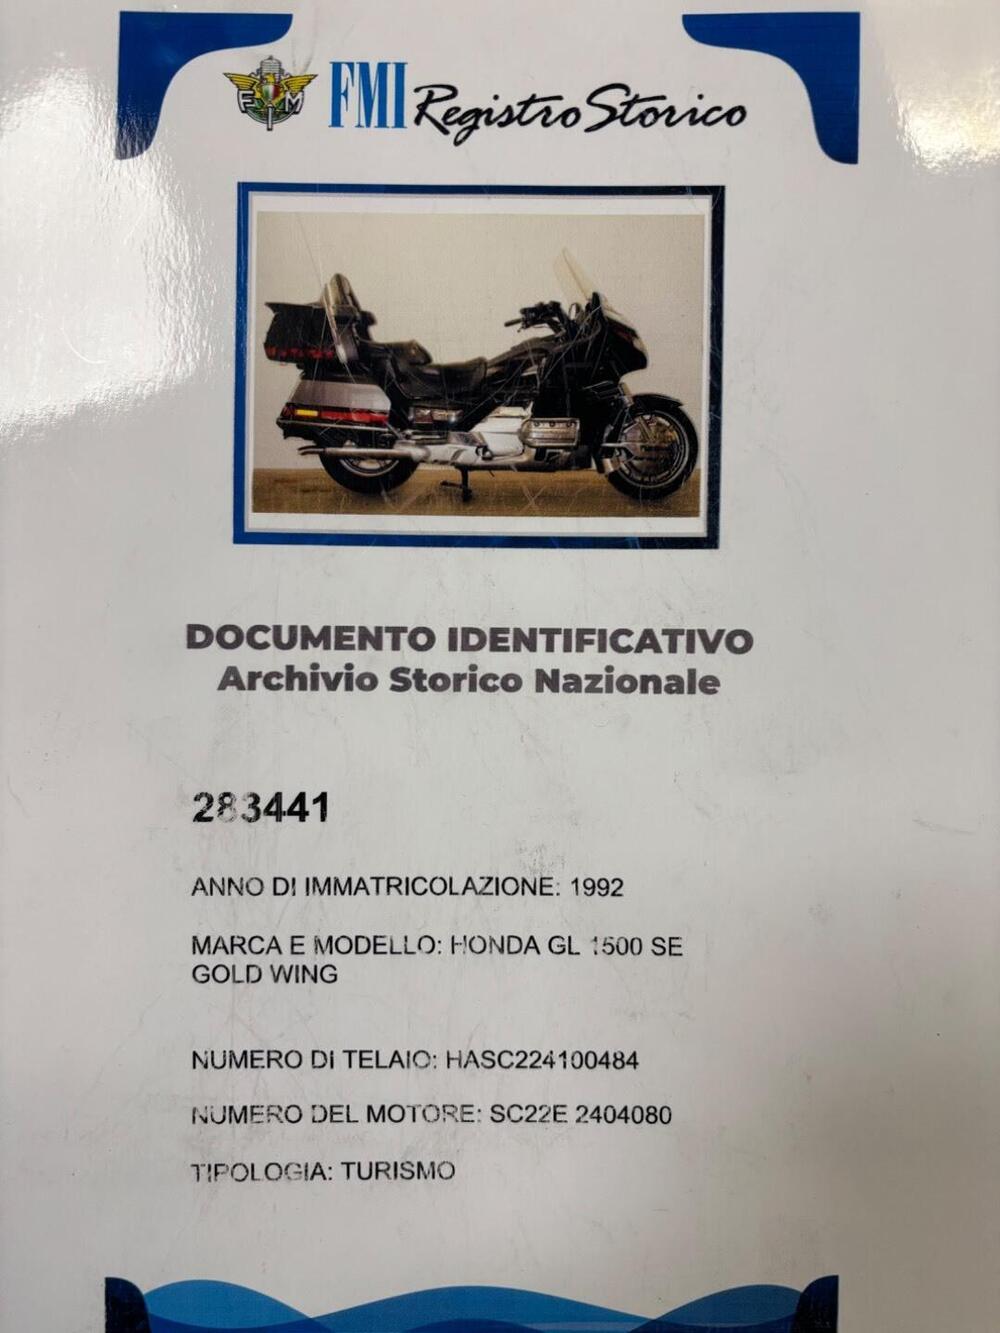 FMI Registro Storico
FM
DOCUMENTO IDENTIFICATIVO
Archivio Storico Nazionale
283441
ANNO DI IMMATRICOLAZIONE: 1992
MARCA E MODELLO: HONDA GL 1500 SE
GOLD WING
NUMERO DI TELAIO: HASC224100484
NUMERO DEL MOTORE: SC22E 2404080
TIPOLOGIA: TURISMO